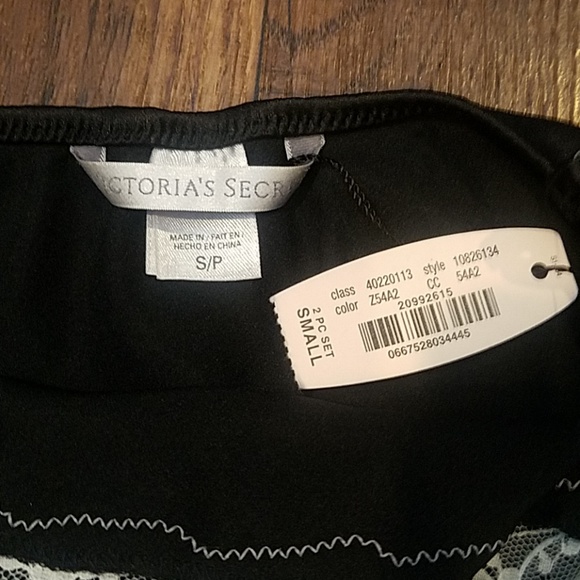 CTORIA'S SECR
MADE IN / FAIT EN /
HECHO EN CHINA
S/P
class 40220113 style 10826134
color Z54A2 CC 54A2
20992615
0667528034445
2 PC SET
SMALL